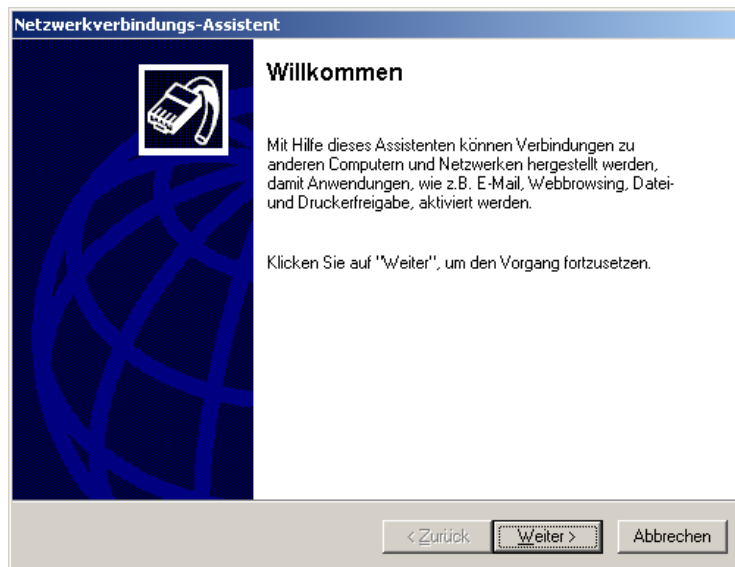 Netzwerkverbindungs-Assistent
Willkommen
Mit Hilfe dieses Assistenten können Verbindungen zu
anderen Computern und Netzwerken hergestellt werden,
damit Anwendungen, wie z.B. E-Mail, Webbrowsing, Datei-
und Druckerfreigabe, aktiviert werden.
Klicken Sie auf "Weiter", um den Vorgang fortzusetzen.
< Zurück Weiter > Abbrechen